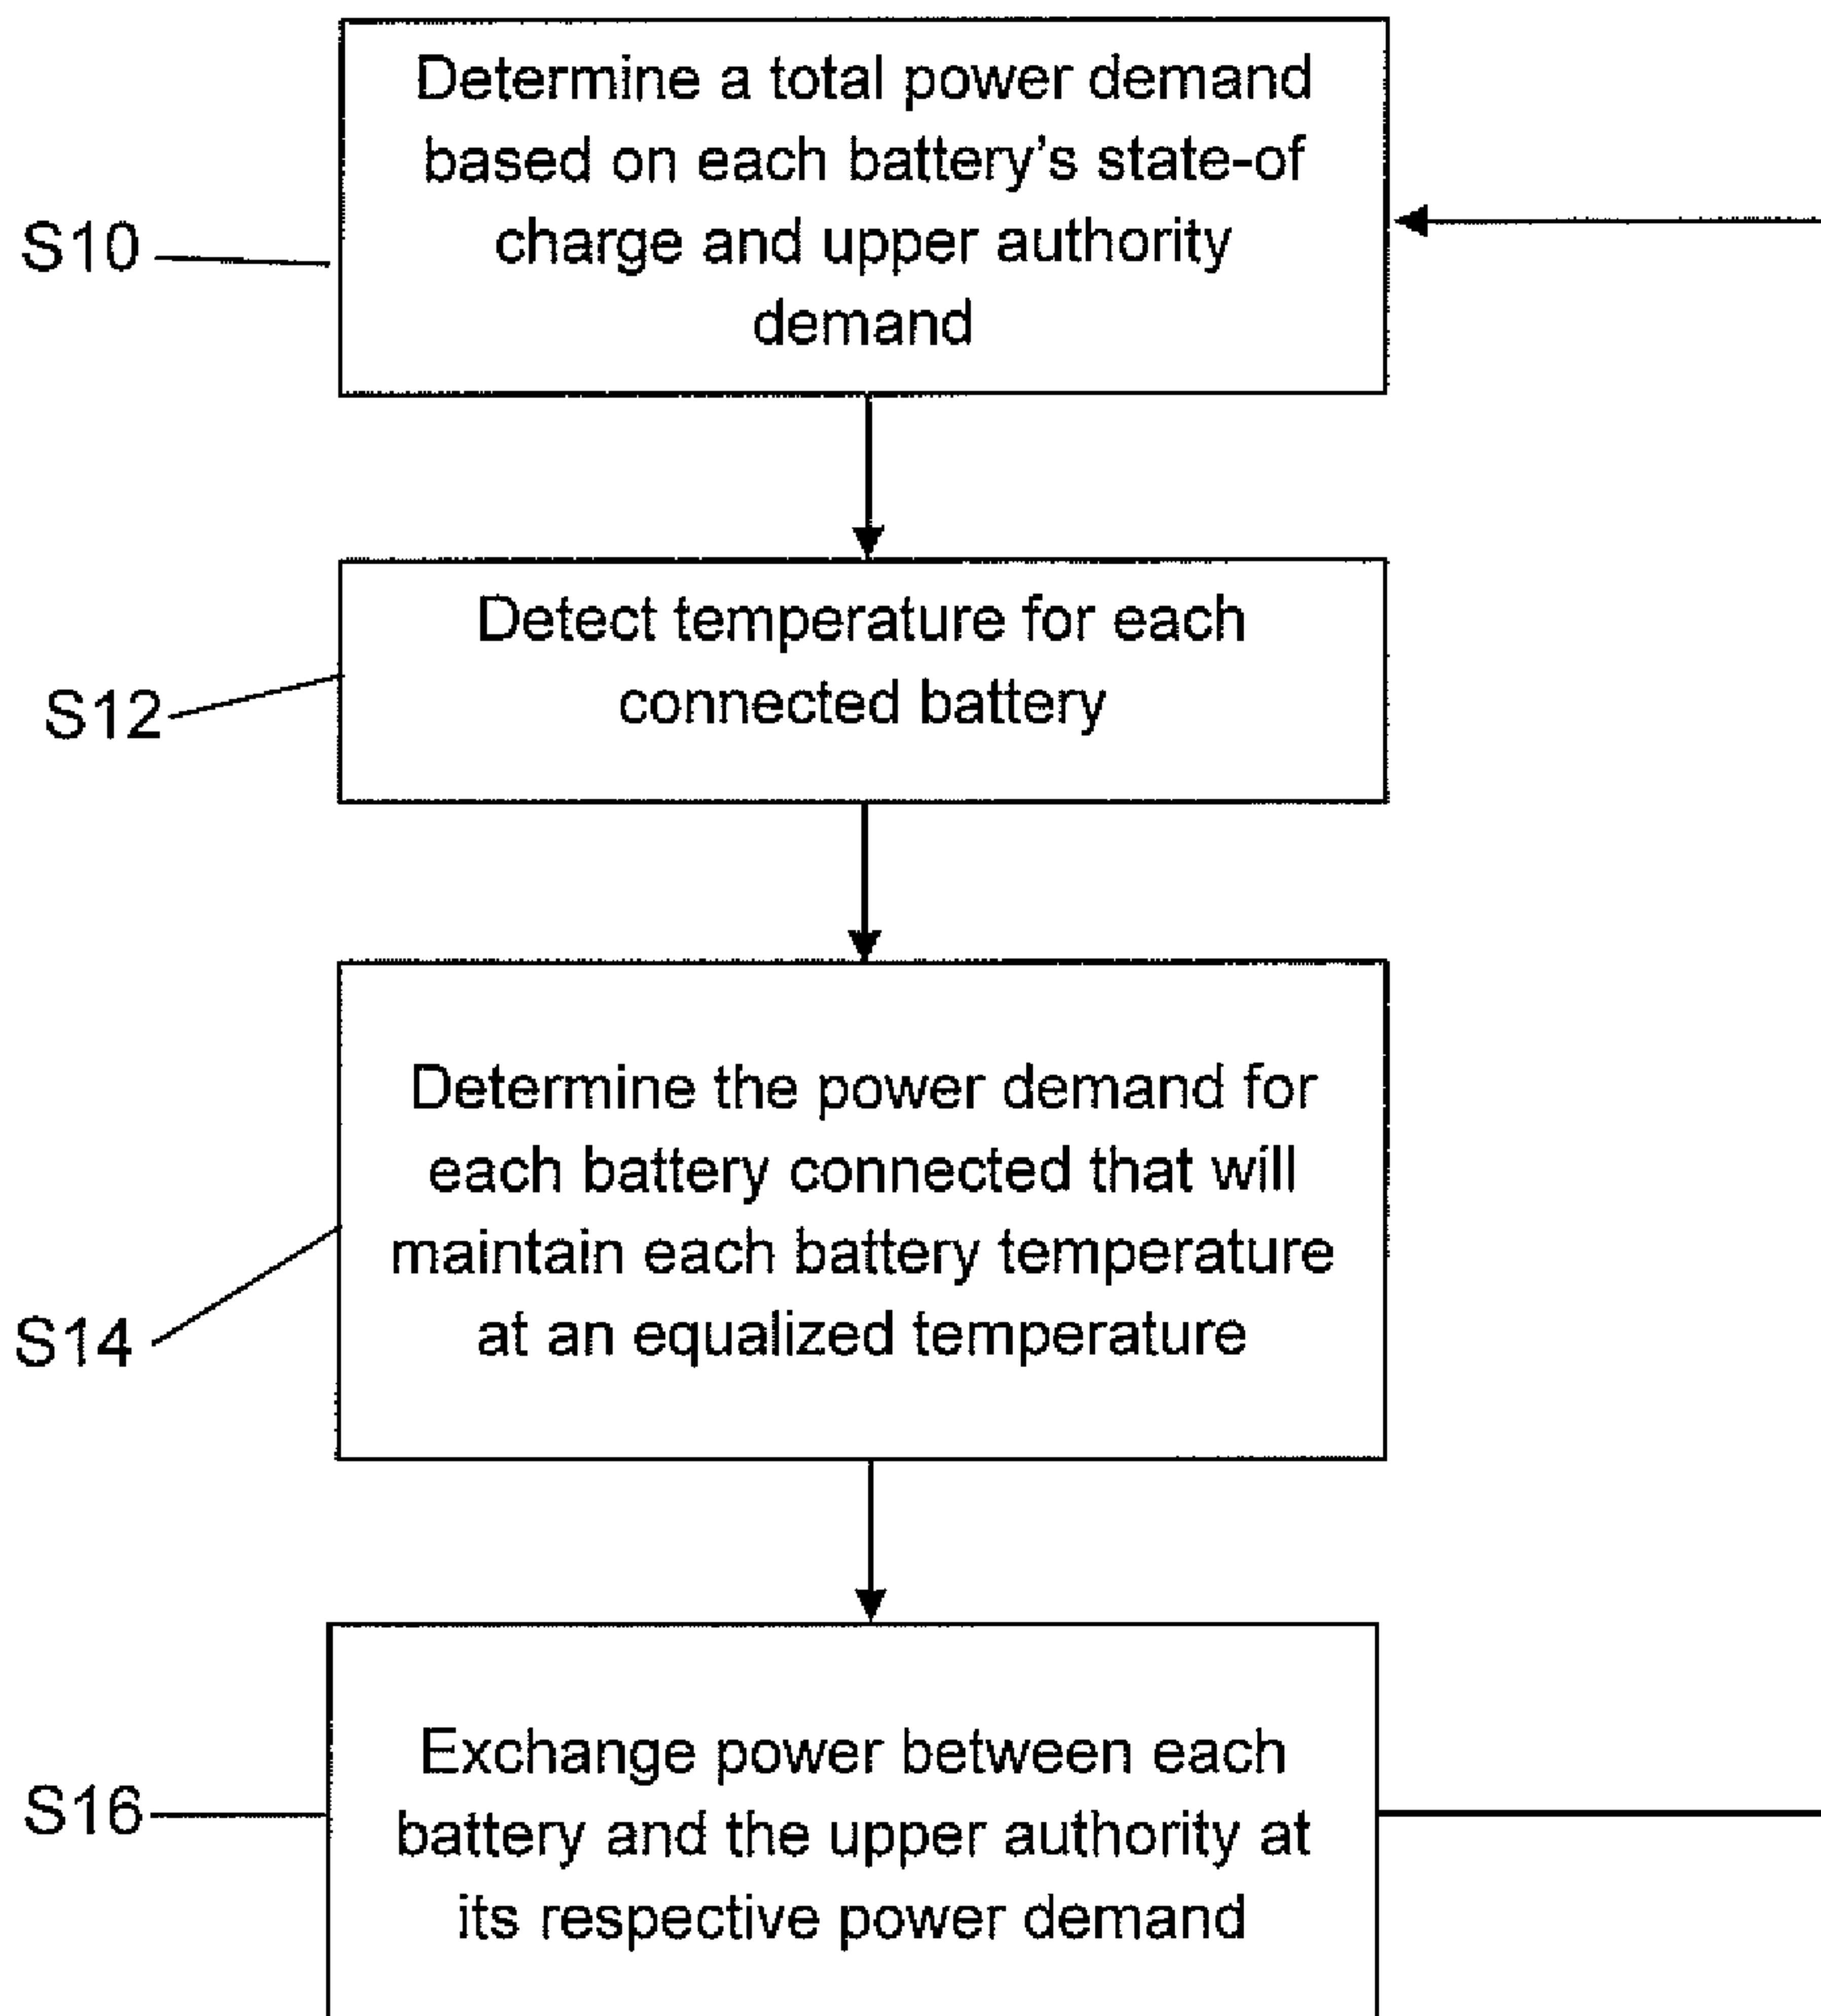 Determine a total power demand
based on each battery's state-of
charge and upper authority
demand
S10
Detect temperature for each
connected battery
S12
Determine the power demand for
each battery connected that will
maintain each battery temperature
at an equalized temperature
S14
Exchange power between each
battery and the upper authority at
its respective power demand
S16